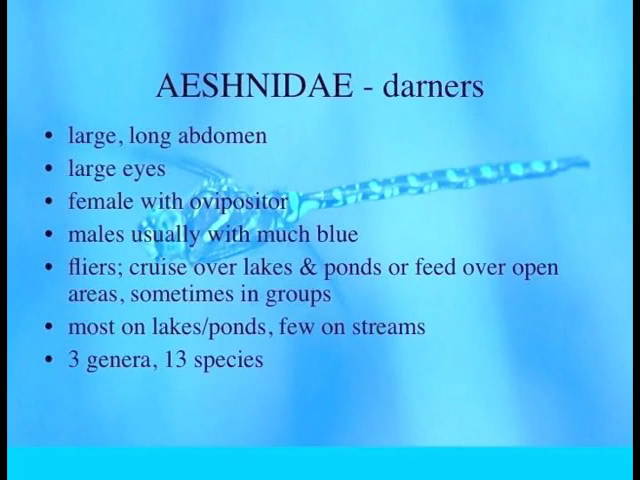 AESHNIDAE - darners
• large, long abdomen
• large eyes
• female with ovipositor
• males usually with much blue
• fliers; cruise over lakes & ponds or feed over open
areas, sometimes in groups
• most on lakes/ponds, few on streams
• 3 genera, 13 species